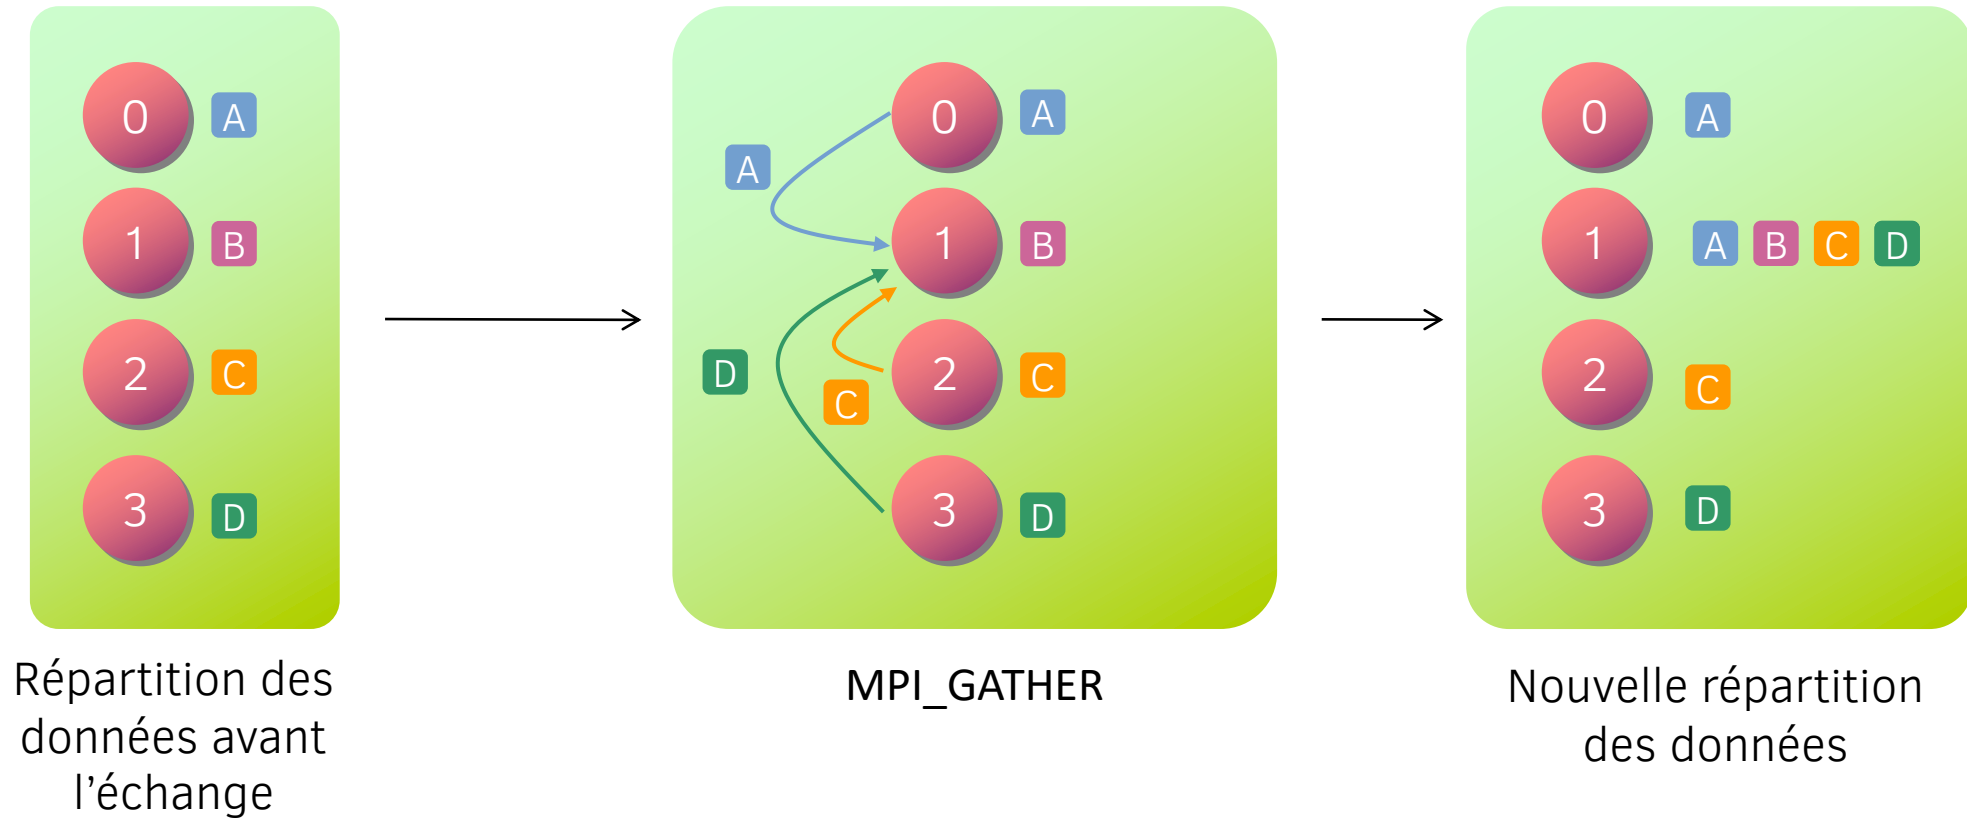 0 A
1 B
2 C
3 D
Répartition des
données avant
l’échange
0 A
A
1 B
D
2 C
C
3 D
MPI_GATHER
0 A
1 A B C D
2 C
3 D
Nouvelle répartition
des données